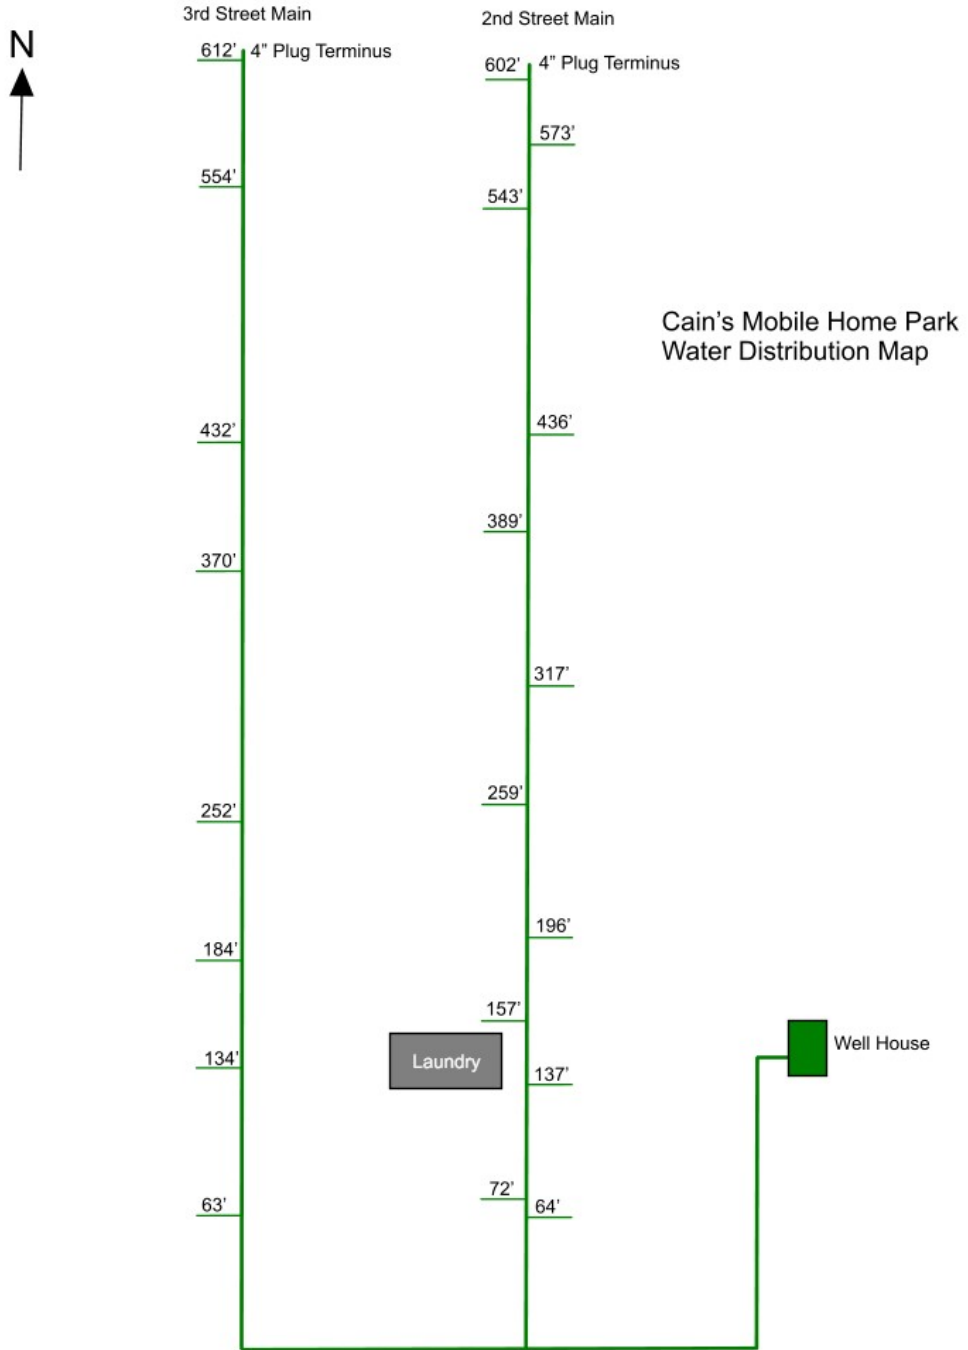 3rd Street Main
2nd Street Main
N
612’
4” Plug Terminus
602’
4” Plug Terminus
573’
554’
543’
Cain’s Mobile Home Park
Water Distribution Map
432’
436’
389’
370’
317’
259’
252’
196’
184’
157’
Well House
134’
Laundry
137’
72’
63’
64’